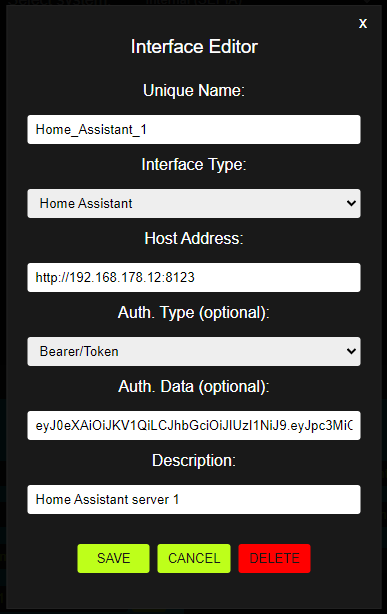 x
Interface Editor
Unique Name:
Home_Assistant_1
Interface Type:
Home Assistant
Host Address:
http://192.168.178.12:8123
Auth. Type (optional):
Bearer/Token
Auth. Data (optional):
eyJ0eXAiOiJKV1QiLCJhbGciOiJIUzI1NiJ9.eyJpc3MiO
Description:
Home Assistant server 1
SAVE CANCEL DELETE